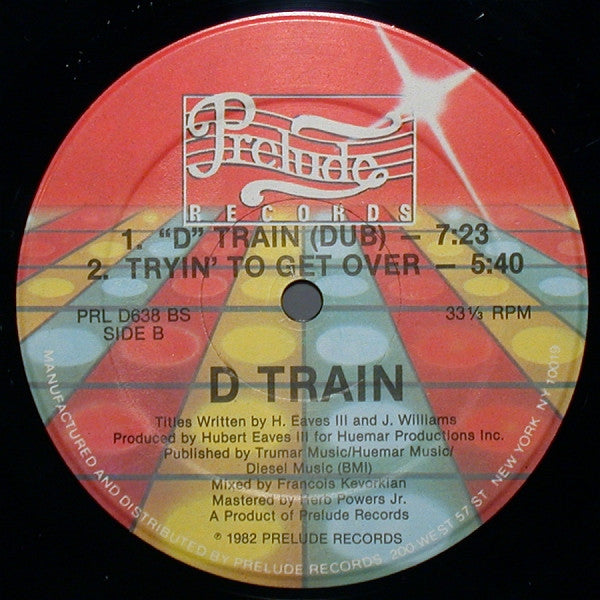 Prelude
RECORDS
1. "D" TRAIN (DUB) — 7:23
2. TRYIN' TO GET OVER — 5:40
PRL D638 BS
SIDE B
33⅓ RPM
D TRAIN
Titles Written by H. Eaves III and J. Williams
Produced by Hubert Eaves III for Huemar Productions Inc.
Published by Trumar Music/Huemar Music/
Diesel Music (BMI)
Mixed by Francois Kevorkian
Mastered by Herb Powers Jr.
A Product of Prelude Records
℗ 1982 PRELUDE RECORDS
MANUFACTURED AND DISTRIBUTED BY PRELUDE RECORDS. 200 WEST 57 ST NEW YORK NY 10019